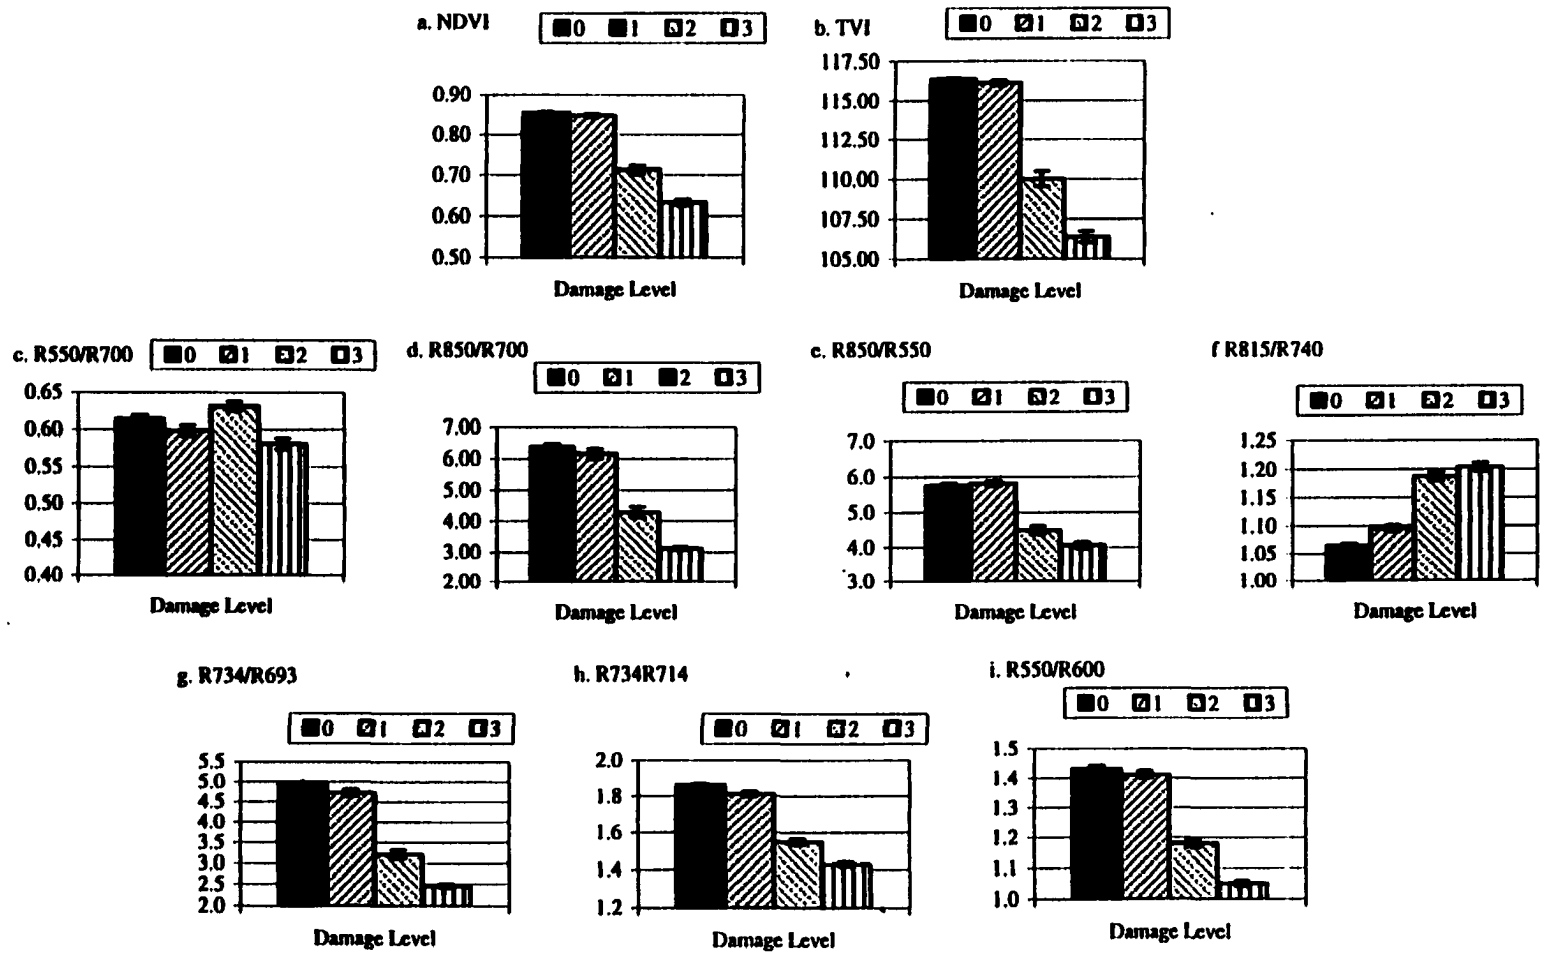 a. NDVI
0 1 2 3
0.90
0.80
0.70
0.60
0.50
Damage Level
b. TVI
0 1 2 3
117.50
115.00
112.50
110.00
107.50
105.00
Damage Level
c. R550/R700
0 1 2 3
0.65
0.60
0.55
0.50
0.45
0.40
Damage Level
d. R850/R700
0 1 2 3
7.00
6.00
5.00
4.00
3.00
2.00
Damage Level
e. R850/R550
0 1 2 3
7.0
6.0
5.0
4.0
3.0
Damage Level
f R815/R740
0 1 2 3
1.25
1.20
1.15
1.10
1.05
1.00
Damage Level
g. R734/R693
0 1 2 3
5.5
5.0
4.5
4.0
3.5
3.0
2.5
2.0
Damage Level
h. R734R714
0 1 2 3
2.0
1.8
1.6
1.4
1.2
Damage Level
i. R550/R600
0 1 2 3
1.5
1.4
1.3
1.2
1.1
1.0
Damage Level